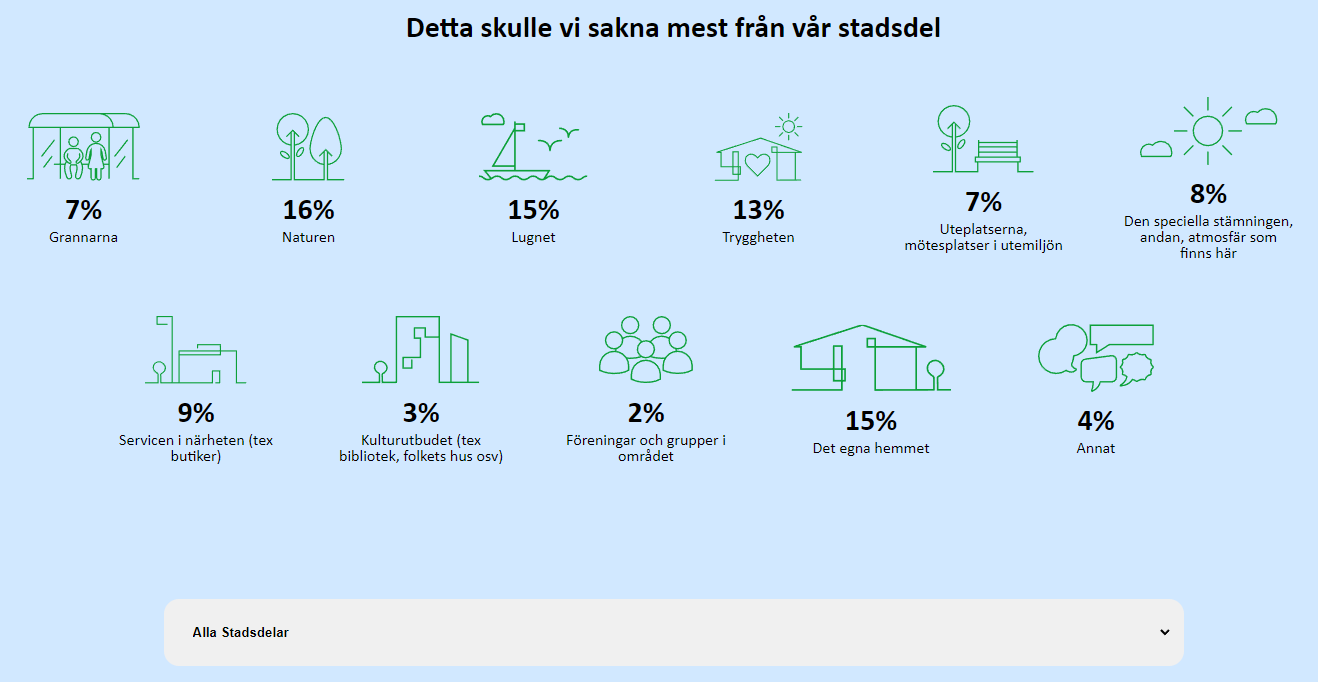 Detta skulle vi sakna mest från vår stadsdel
7%
Grannarna
16%
Naturen
15%
Lugnet
13%
Tryggheten
7%
Uteplatserna,
mötesplatser i utemiljön
8%
Den speciella stämningen,
andan, atmosfär som
finns här
9%
Servicen i närheten (tex
butiker)
3%
Kulturutbudet (tex
bibliotek, folkets hus osv)
2%
Föreningar och grupper i
området
15%
Det egna hemmet
4%
Annat
Alla Stadsdelar